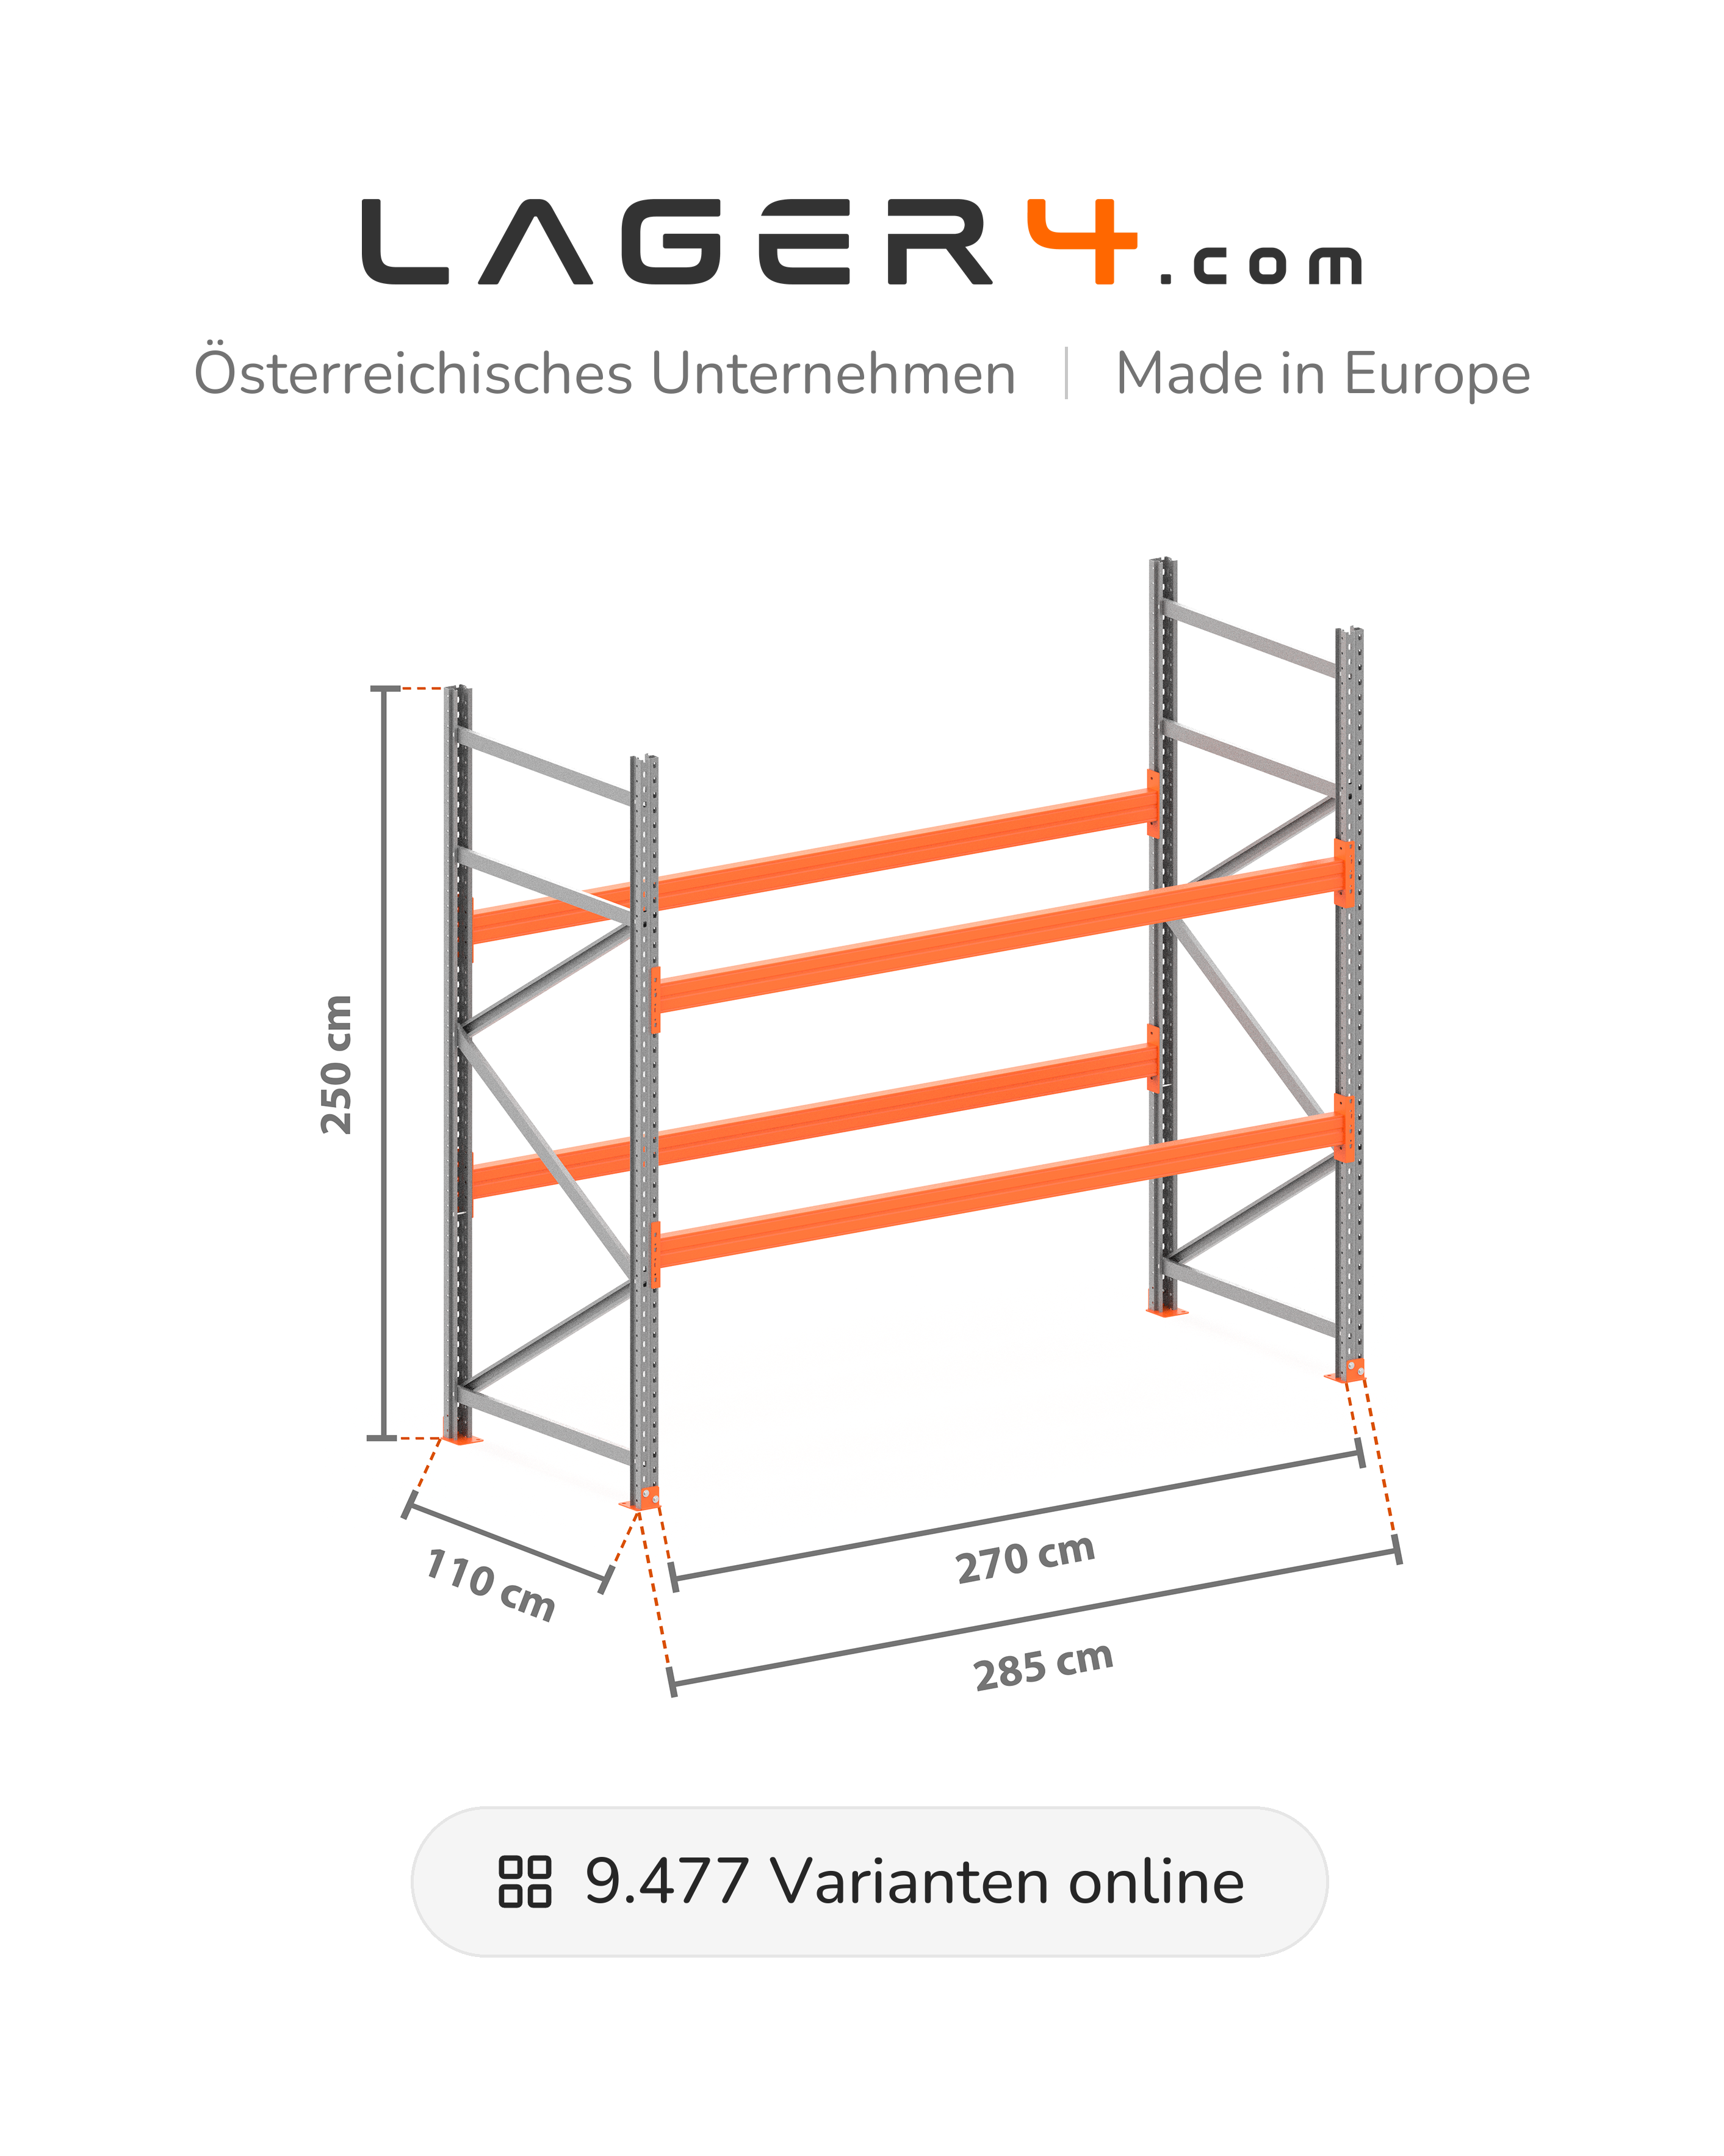 LAGER4.com
Österreichisches Unternehmen | Made in Europe
250 cm
110 cm
270 cm
285 cm
9.477 Varianten online